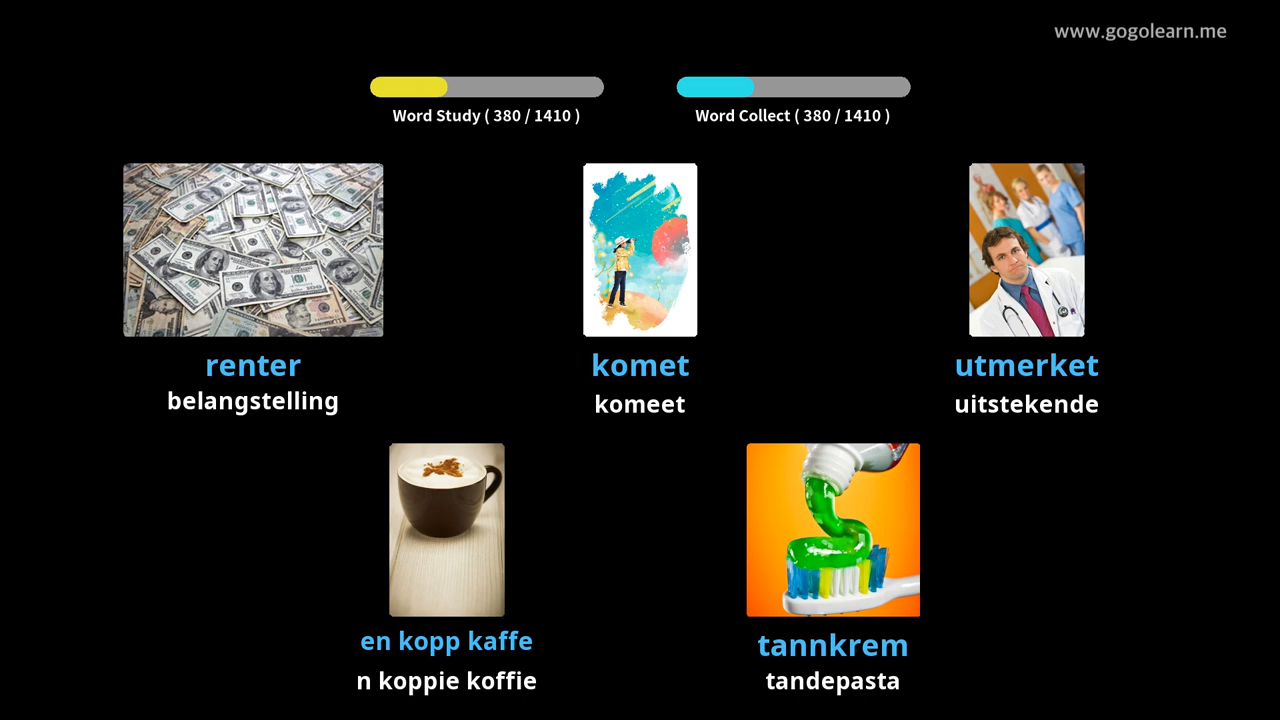 www.gogolearn.me
Word Study ( 380 / 1410 )
Word Collect ( 380 / 1410 )
renter
belangstelling
komet
komeet
utmerket
uitstekende
en kopp kaffe
n koppie koffie
tannkrem
tandepasta